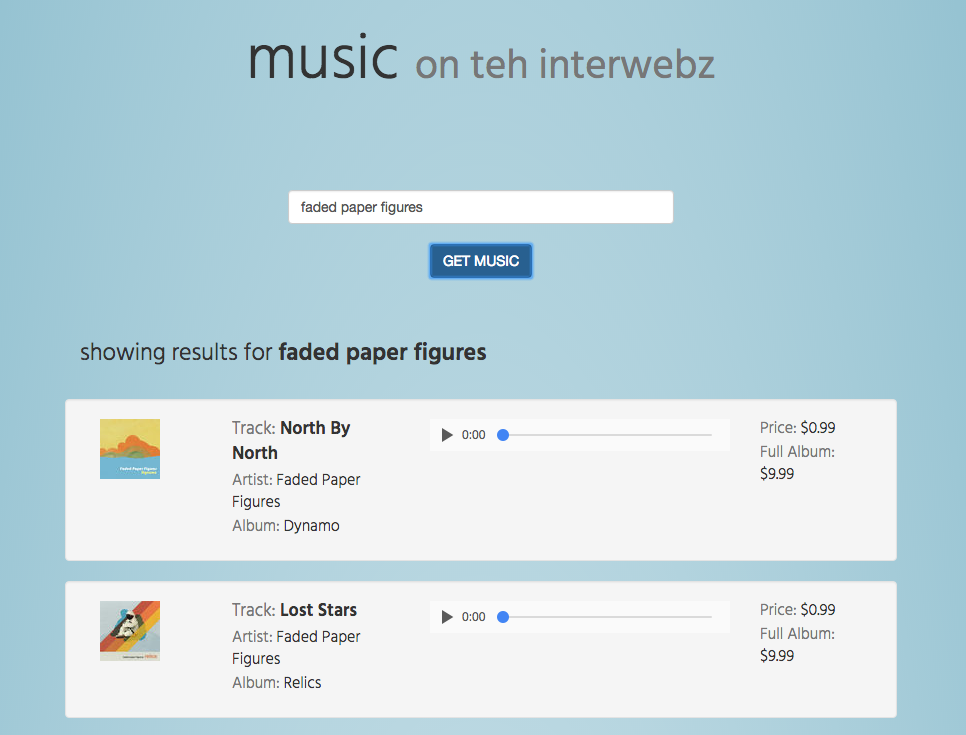 music on teh interwebz
faded paper figures
GET MUSIC
showing results for faded paper figures
Track: North By
North
Artist: Faded Paper
Figures
Album: Dynamo
0:00
Price: $0.99
Full Album:
$9.99
Faded Paper Figures
Dynamo
Track: Lost Stars
Artist: Faded Paper
Figures
Album: Relics
0:00
Price: $0.99
Full Album:
$9.99
relics